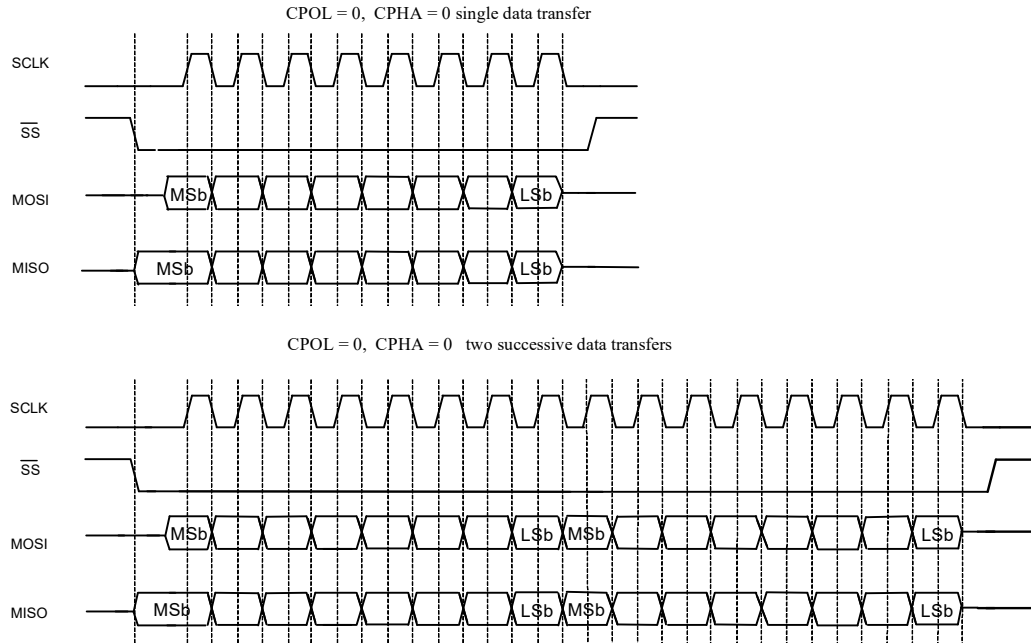 CPOL = 0, CPHA = 0 single data transfer
SCLK
SS
MOSI MSb LSb
MISO MSb LSb
CPOL = 0, CPHA = 0 two successive data transfers
SCLK
SS
MOSI MSb LSb MSb LSb
MISO MSb LSb MSb LSb